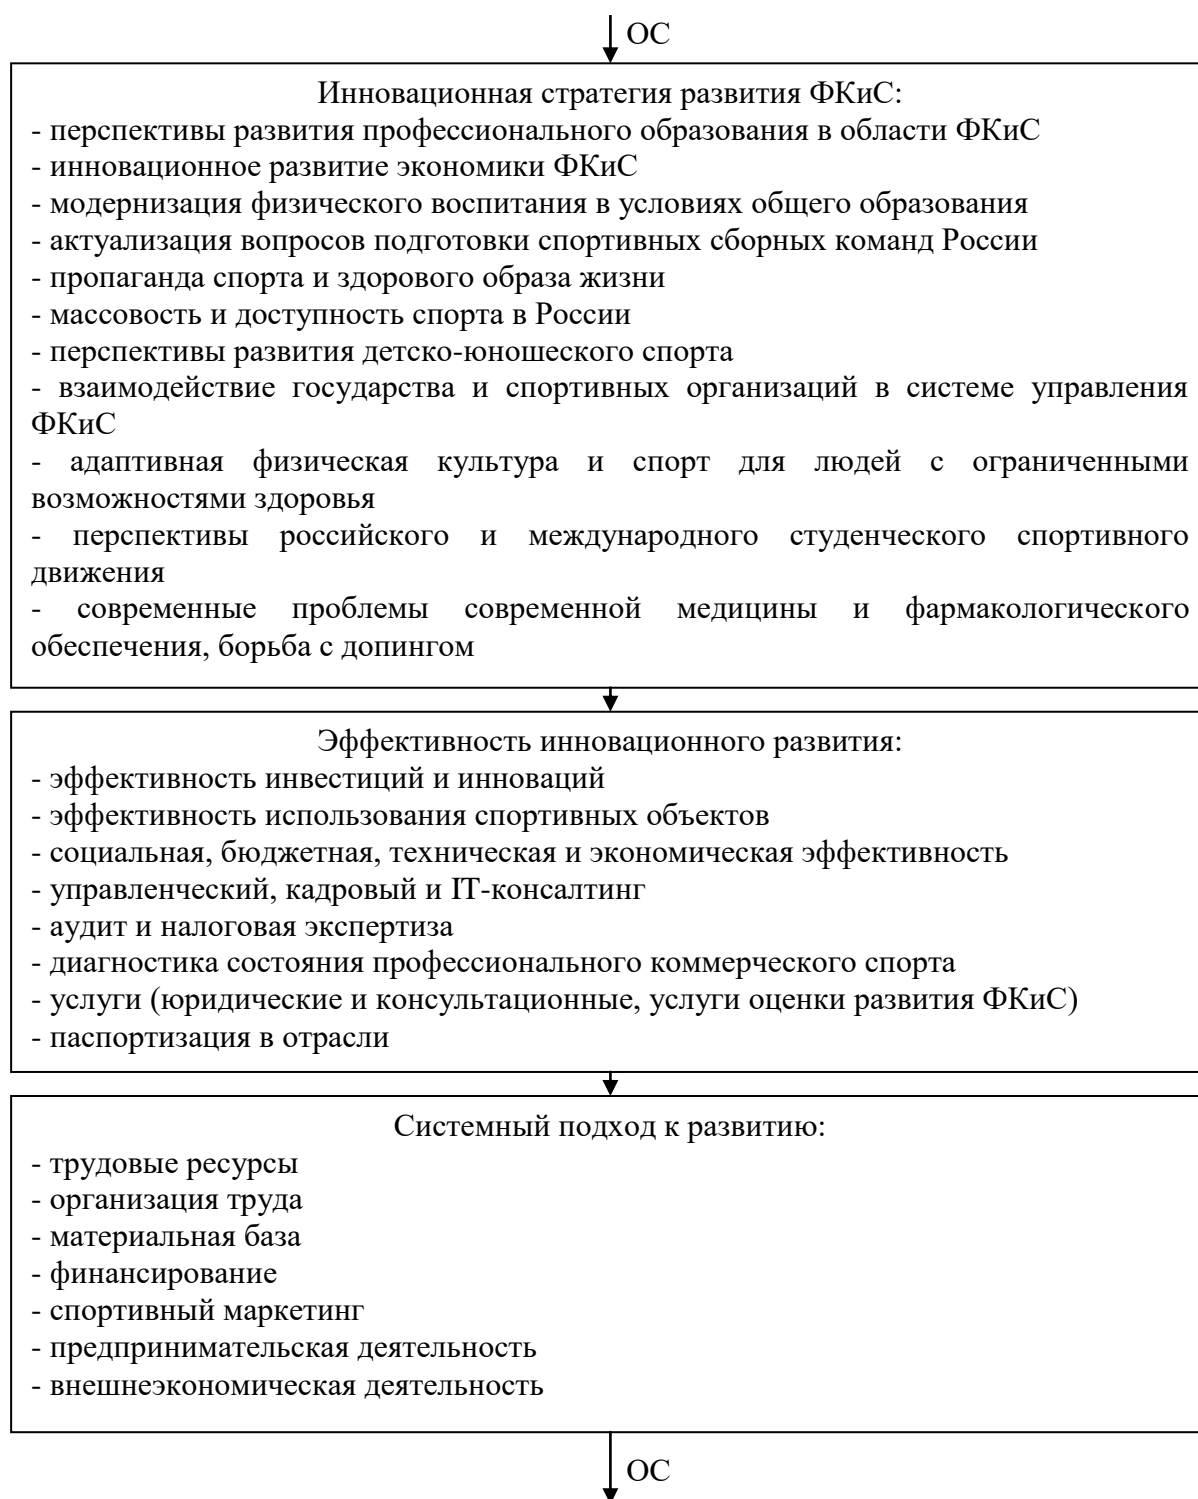 ОС
Инновационная стратегия развития ФКиС:
- перспективы развития профессионального образования в области ФКиС
- инновационное развитие экономики ФКиС
- модернизация физического воспитания в условиях общего образования
- актуализация вопросов подготовки спортивных сборных команд России
- пропаганда спорта и здорового образа жизни
- массовость и доступность спорта в России
- перспективы развития детско-юношеского спорта
- взаимодействие государства и спортивных организаций в системе управления
ФКиС
- адаптивная физическая культура и спорт для людей с ограниченными
возможностями здоровья
- перспективы российского и международного студенческого спортивного
движения
- современные проблемы современной медицины и фармакологического
обеспечения, борьба с допингом
Эффективность инновационного развития:
- эффективность инвестиций и инноваций
- эффективность использования спортивных объектов
- социальная, бюджетная, техническая и экономическая эффективность
- управленческий, кадровый и IT-консалтинг
- аудит и налоговая экспертиза
- диагностика состояния профессионального коммерческого спорта
- услуги (юридические и консультационные, услуги оценки развития ФКиС)
- паспортизация в отрасли
Системный подход к развитию:
- трудовые ресурсы
- организация труда
- материальная база
- финансирование
- спортивный маркетинг
- предпринимательская деятельность
- внешнеэкономическая деятельность
ОС